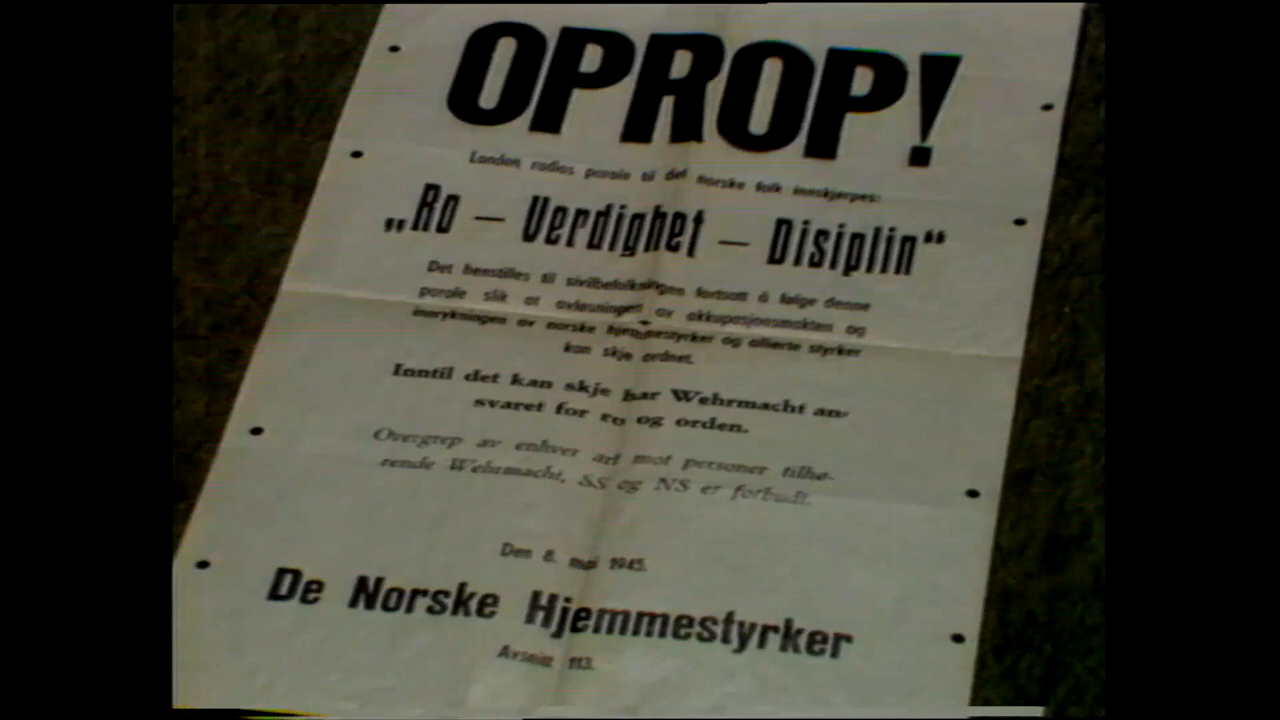 OPROP!
London radios parole til det norske folk innskjerpes:
„Ro — Verdighet — Disiplin“
Det henstilles til sivilbefolkningen fortsatt å følge denne
parole slik at avløsningen av okkupasjonsmakten og
innrykningen av norske hjemmestyrker og allierte styrker
kan skje ordnet.
Inntil det kan skje har Wehrmacht an-
svaret for ro og orden.
Overgrep av enhver art mot personer tilhø-
rende Wehrmacht, SS og NS er forbudt.
Den 8. mai 1945.
De Norske Hjemmestyrker
Avsnitt 113.